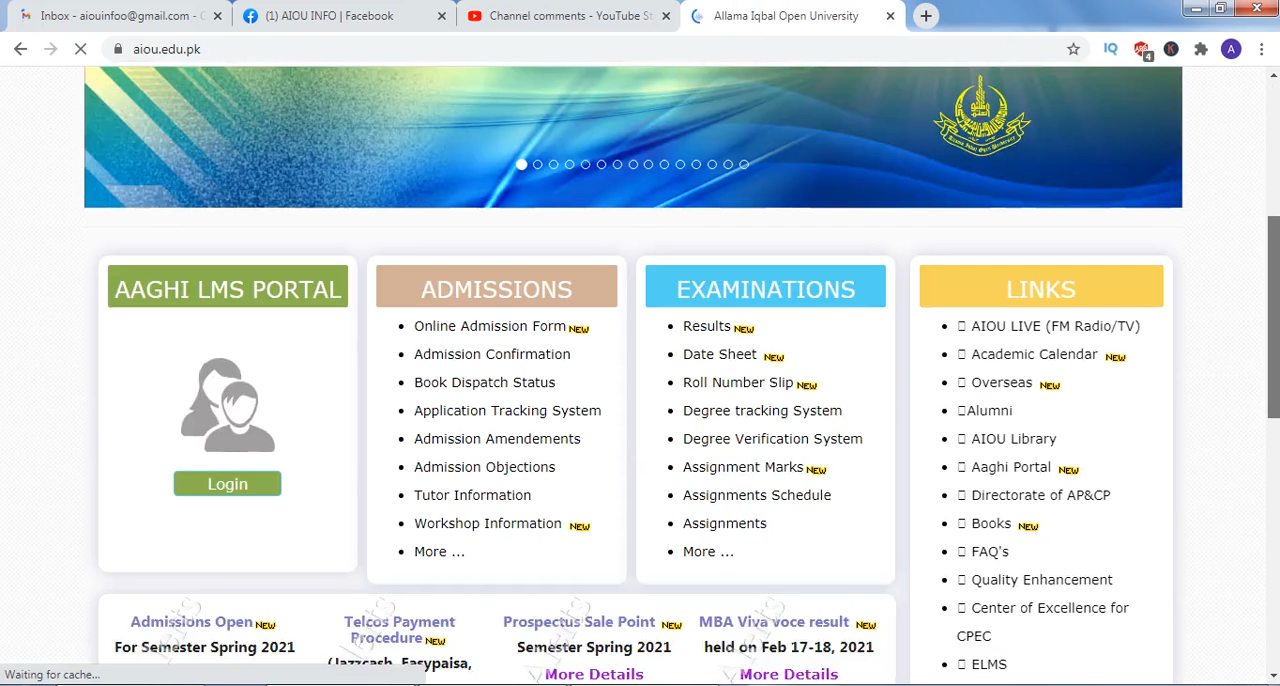 Inbox - aiouinfoo@gmail.com - G
(1) AIOU INFO | Facebook
Channel comments - YouTube St
Allama Iqbal Open University
aiou.edu.pk
IQ
4
K
A
AAGHI LMS PORTAL
Login
ADMISSIONS
Online Admission Form NEW
Admission Confirmation
Book Dispatch Status
Application Tracking System
Admission Amendements
Admission Objections
Tutor Information
Workshop Information NEW
More ...
EXAMINATIONS
Results NEW
Date Sheet NEW
Roll Number Slip NEW
Degree tracking System
Degree Verification System
Assignment Marks NEW
Assignments Schedule
Assignments
More ...
LINKS
AIOU LIVE (FM Radio/TV)
Academic Calendar NEW
Overseas NEW
Alumni
AIOU Library
Aaghi Portal NEW
Directorate of AP&CP
Books NEW
FAQ's
Quality Enhancement
Center of Excellence for
CPEC
ELMS
Admissions Open NEW
For Semester Spring 2021
Telcos Payment
Procedure NEW
(Jazzcash, Easypaisa,
Prospectus Sale Point NEW
Semester Spring 2021
More Details
MBA Viva voce result NEW
held on Feb 17-18, 2021
More Details
Waiting for cache...